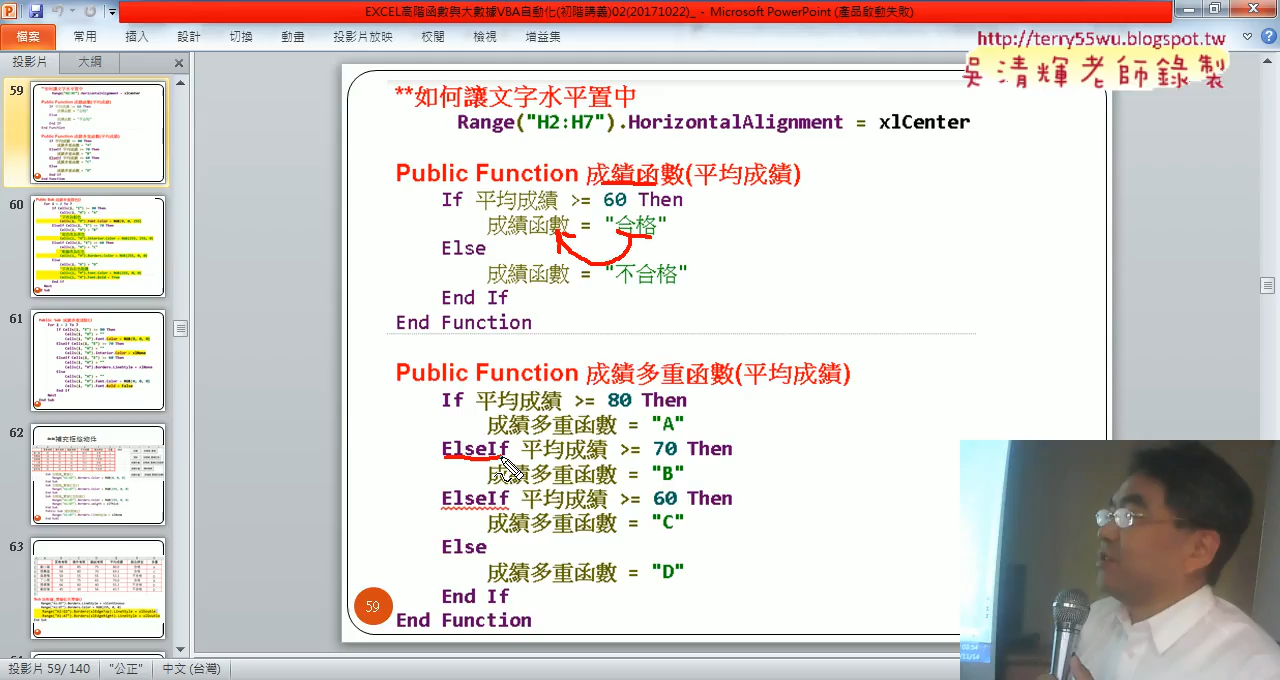 EXCEL高階函數與大數據VBA自動化(初階講義)02(20171022)_ - Microsoft PowerPoint (產品啟動失敗)
檔案 常用 插入 設計 切換 動畫 投影片放映 校閱 檢視 增益集
http://terry55wu.blogspot.tw
吳清輝老師錄製
投影片 大綱
59
60
61
62
63
**如何讓文字水平置中
Range("H2:H7").HorizontalAlignment = xlCenter
Public Function 成績函數(平均成績)
If 平均成績 >= 60 Then
成績函數 = "合格"
Else
成績函數 = "不合格"
End If
End Function
Public Function 成績多重函數(平均成績)
If 平均成績 >= 80 Then
成績多重函數 = "A"
ElseIf 平均成績 >= 70 Then
成績多重函數 = "B"
ElseIf 平均成績 >= 60 Then
成績多重函數 = "C"
Else
成績多重函數 = "D"
End If
End Function
59
投影片 59/140 "公正" 中文 (台灣)